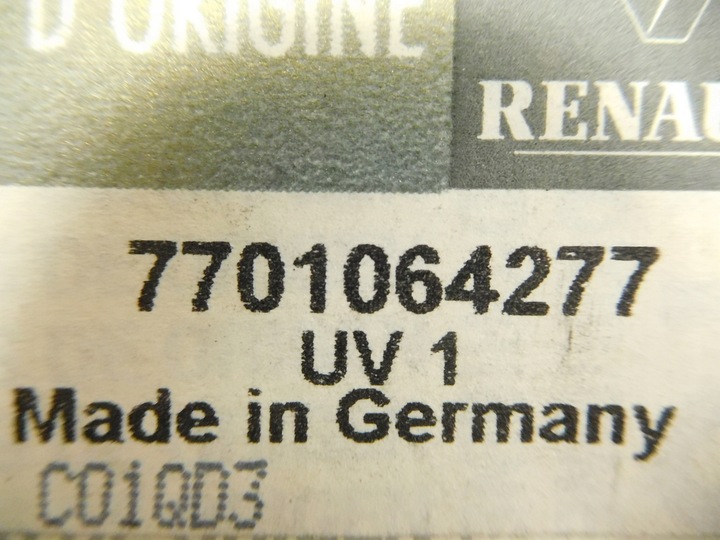 D'ORIGINE
RENAU
7701064277
UV 1
Made in Germany
C01QD3